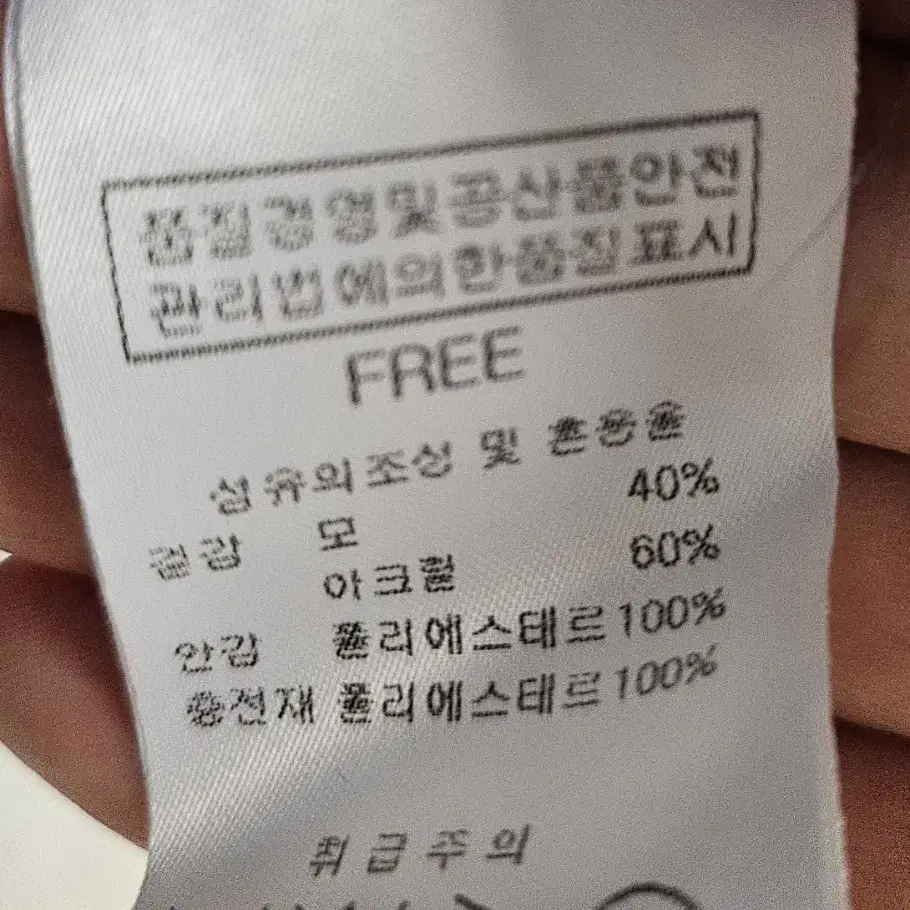 품질경영및공산품안전
관리법에의한품질표시
FREE
섬유의조성 및 혼용율
겉감 모 40%
아크릴 60%
안감 폴리에스테르100%
충전재 폴리에스테르100%
취급주의